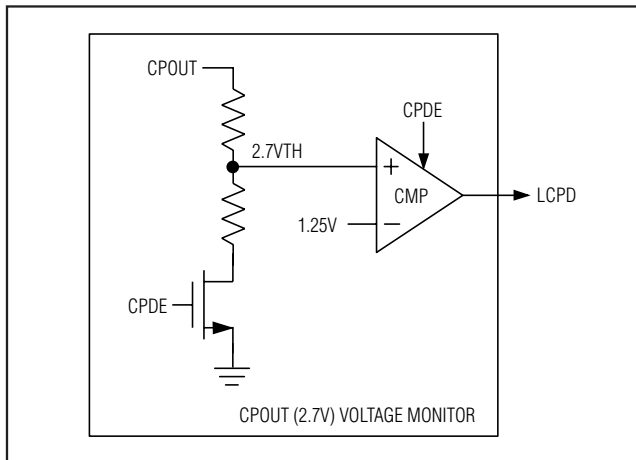 CPOUT
CPDE
2.7VTH
+
CMP
LCPD
1.25V
−
CPDE
CPOUT (2.7V) VOLTAGE MONITOR